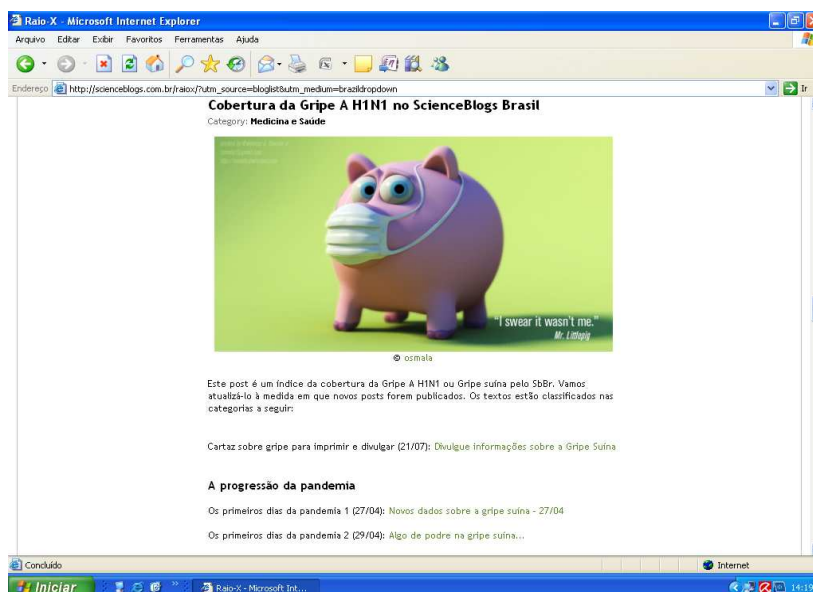 Raio-X - Microsoft Internet Explorer
Arquivo Editar Exibir Favoritos Ferramentas Ajuda
Endereço http://scienceblogs.com.br/raiox/?utm_source=bloglist&utm_medium=brazildropdown Ir
Cobertura da Gripe A H1N1 no ScienceBlogs Brasil
Category: Medicina e Saúde
"I swear it wasn't me."
Mr. Littlepig
© osmala
Este post é um índice da cobertura da Gripe A H1N1 ou Gripe suína pelo SbBr. Vamos
atualizá-lo à medida em que novos posts forem publicados. Os textos estão classificados nas
categorias a seguir:
Cartaz sobre gripe para imprimir e divulgar (21/07): Divulgue informações sobre a Gripe Suína
A progressão da pandemia
Os primeiros dias da pandemia 1 (27/04): Novos dados sobre a gripe suína - 27/04
Os primeiros dias da pandemia 2 (29/04): Algo de podre na gripe suína...
Concluído Internet
Iniciar Raio-X - Microsoft Int... 14:19